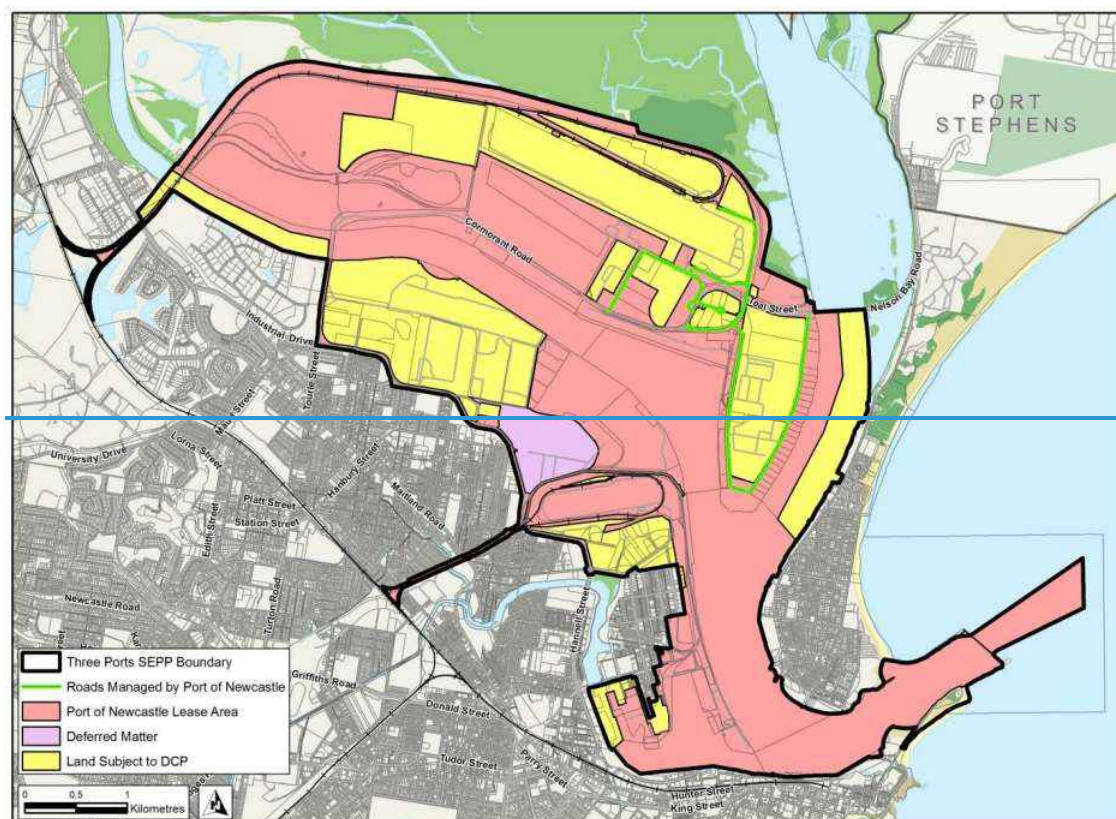 PORT
STEPHENS
Cormorant Road
Teal Street
Nelson Bay Road
Industrial Drive
Tourle Street
Maud Street
Lorna Street
University Drive
Hanbury Street
Maitland Road
Platt Street
Station Street
Edith Street
Newcastle Road
Turton Road
Hannell Street
Griffiths Road
Donald Street
Tudor Street
Parry Street
Hunter Street
King Street
Three Ports SEPP Boundary
Roads Managed by Port of Newcastle
Port of Newcastle Lease Area
Deferred Matter
Land Subject to DCP
0 0.5 1
Kilometres